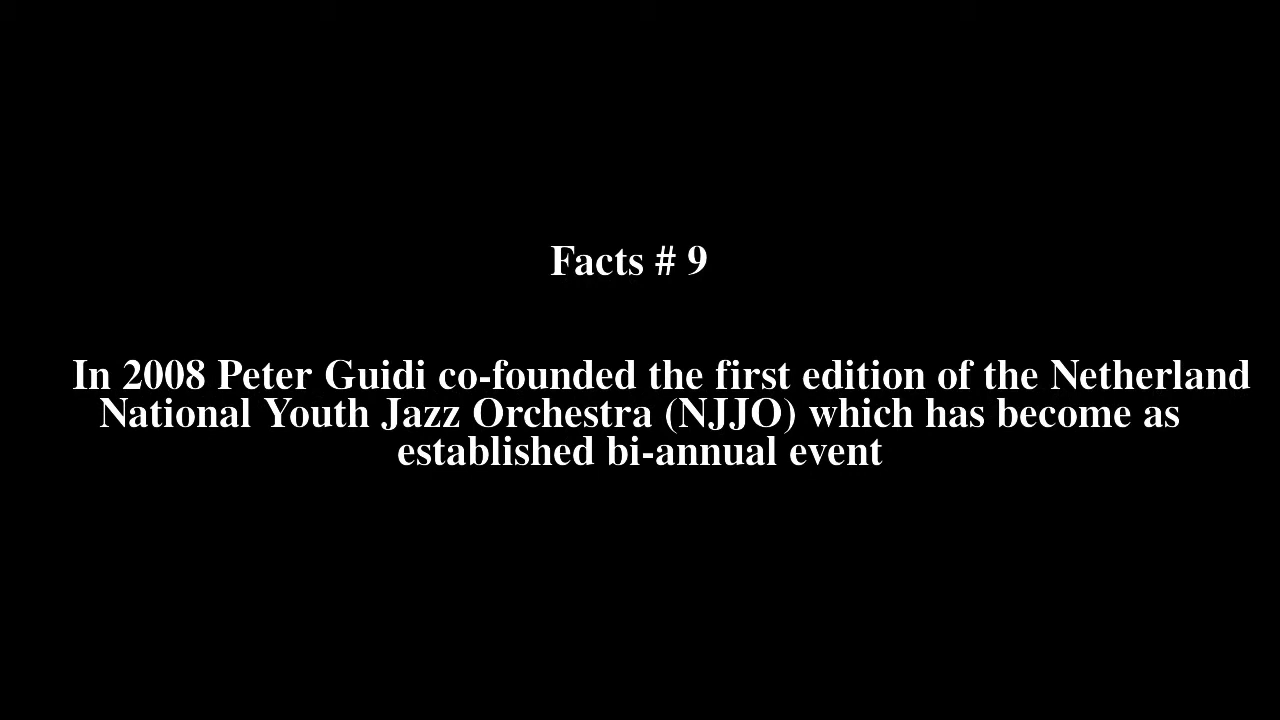 Facts # 9
In 2008 Peter Guidi co-founded the first edition of the Netherland
National Youth Jazz Orchestra (NJJO) which has become as
established bi-annual event